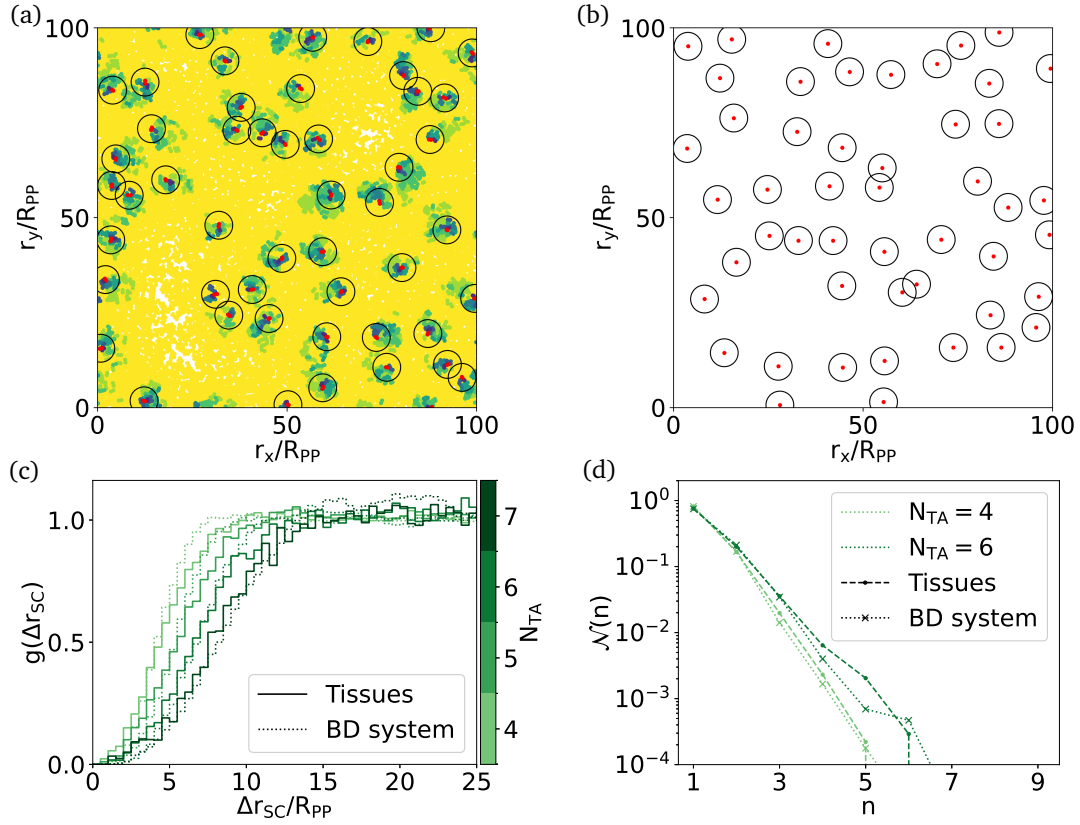 (a)
100
50
0
r_y/R_PP
0
50
100
r_x/R_PP
(b)
100
50
0
r_y/R_PP
0
50
100
r_x/R_PP
(c)
1.0
0.5
0.0
g(Δr_SC)
0
5
10
15
20
25
Δr_SC/R_PP
Tissues
BD system
7
6
5
4
N_TA
(d)
10^0
10^-1
10^-2
10^-3
10^-4
𝒩(n)
1
3
5
7
9
n
N_TA = 4
N_TA = 6
Tissues
BD system